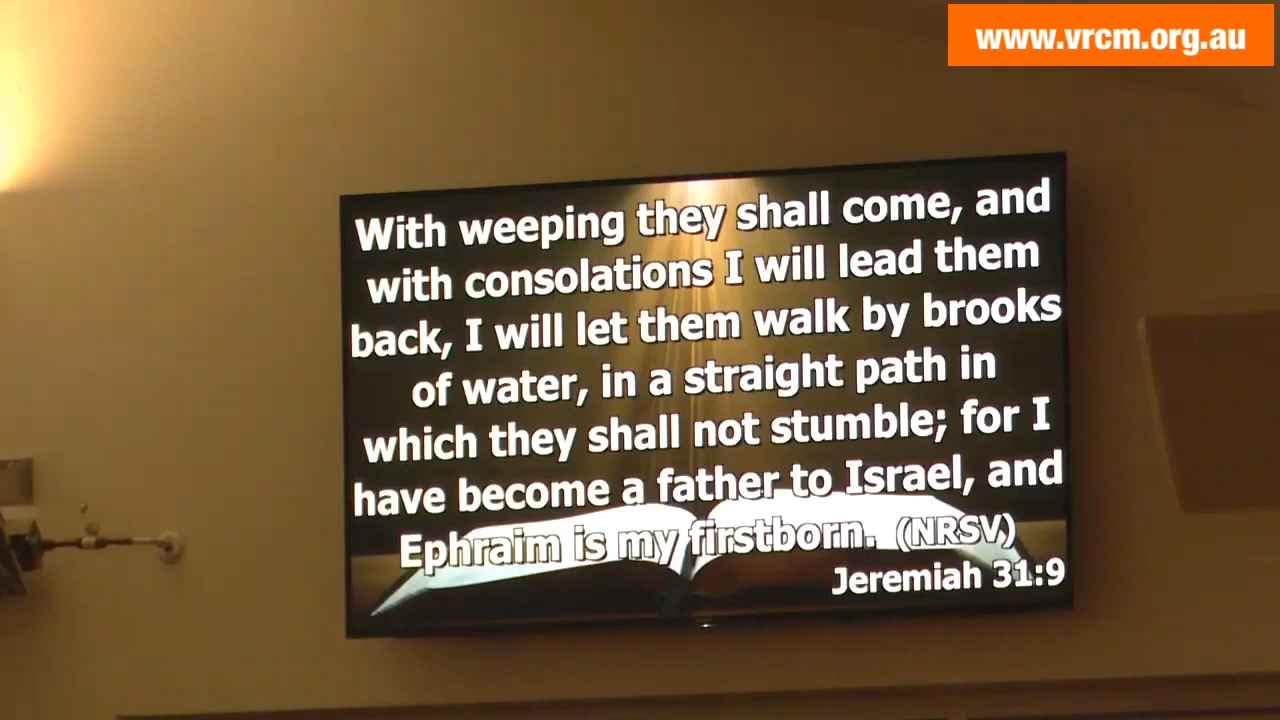 www.vrcm.org.au
With weeping they shall come, and
with consolations I will lead them
back, I will let them walk by brooks
of water, in a straight path in
which they shall not stumble; for I
have become a father to Israel, and
Ephraim is my firstborn. (NRSV)
Jeremiah 31:9